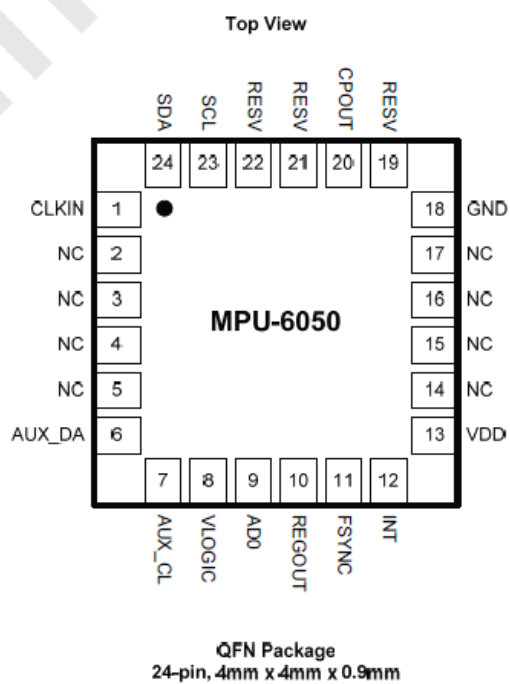 Top View
SDA
SCL
RESV
RESV
CPOUT
RESV
24
23
22
21
20
19
CLKIN
1
18
GND
NC
2
17
NC
NC
3
16
NC
MPU-6050
NC
4
15
NC
NC
5
14
NC
AUX_DA
6
13
VDD
7
8
9
10
11
12
AUX_CL
VLOGIC
AD0
REGOUT
FSYNC
INT
QFN Package
24-pin, 4mm x 4mm x 0.9mm